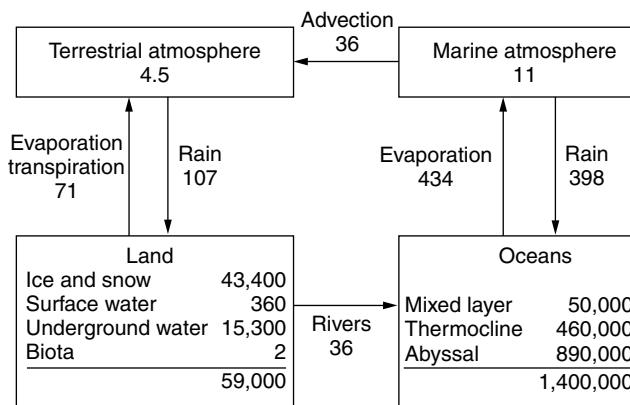 Advection
36
Terrestrial atmosphere
4.5
Marine atmosphere
11
Evaporation
transpiration
71
Rain
107
Evaporation
434
Rain
398
Land
Ice and snow 43,400
Surface water 360
Underground water 15,300
Biota 2
59,000
Rivers
36
Oceans
Mixed layer 50,000
Thermocline 460,000
Abyssal 890,000
1,400,000